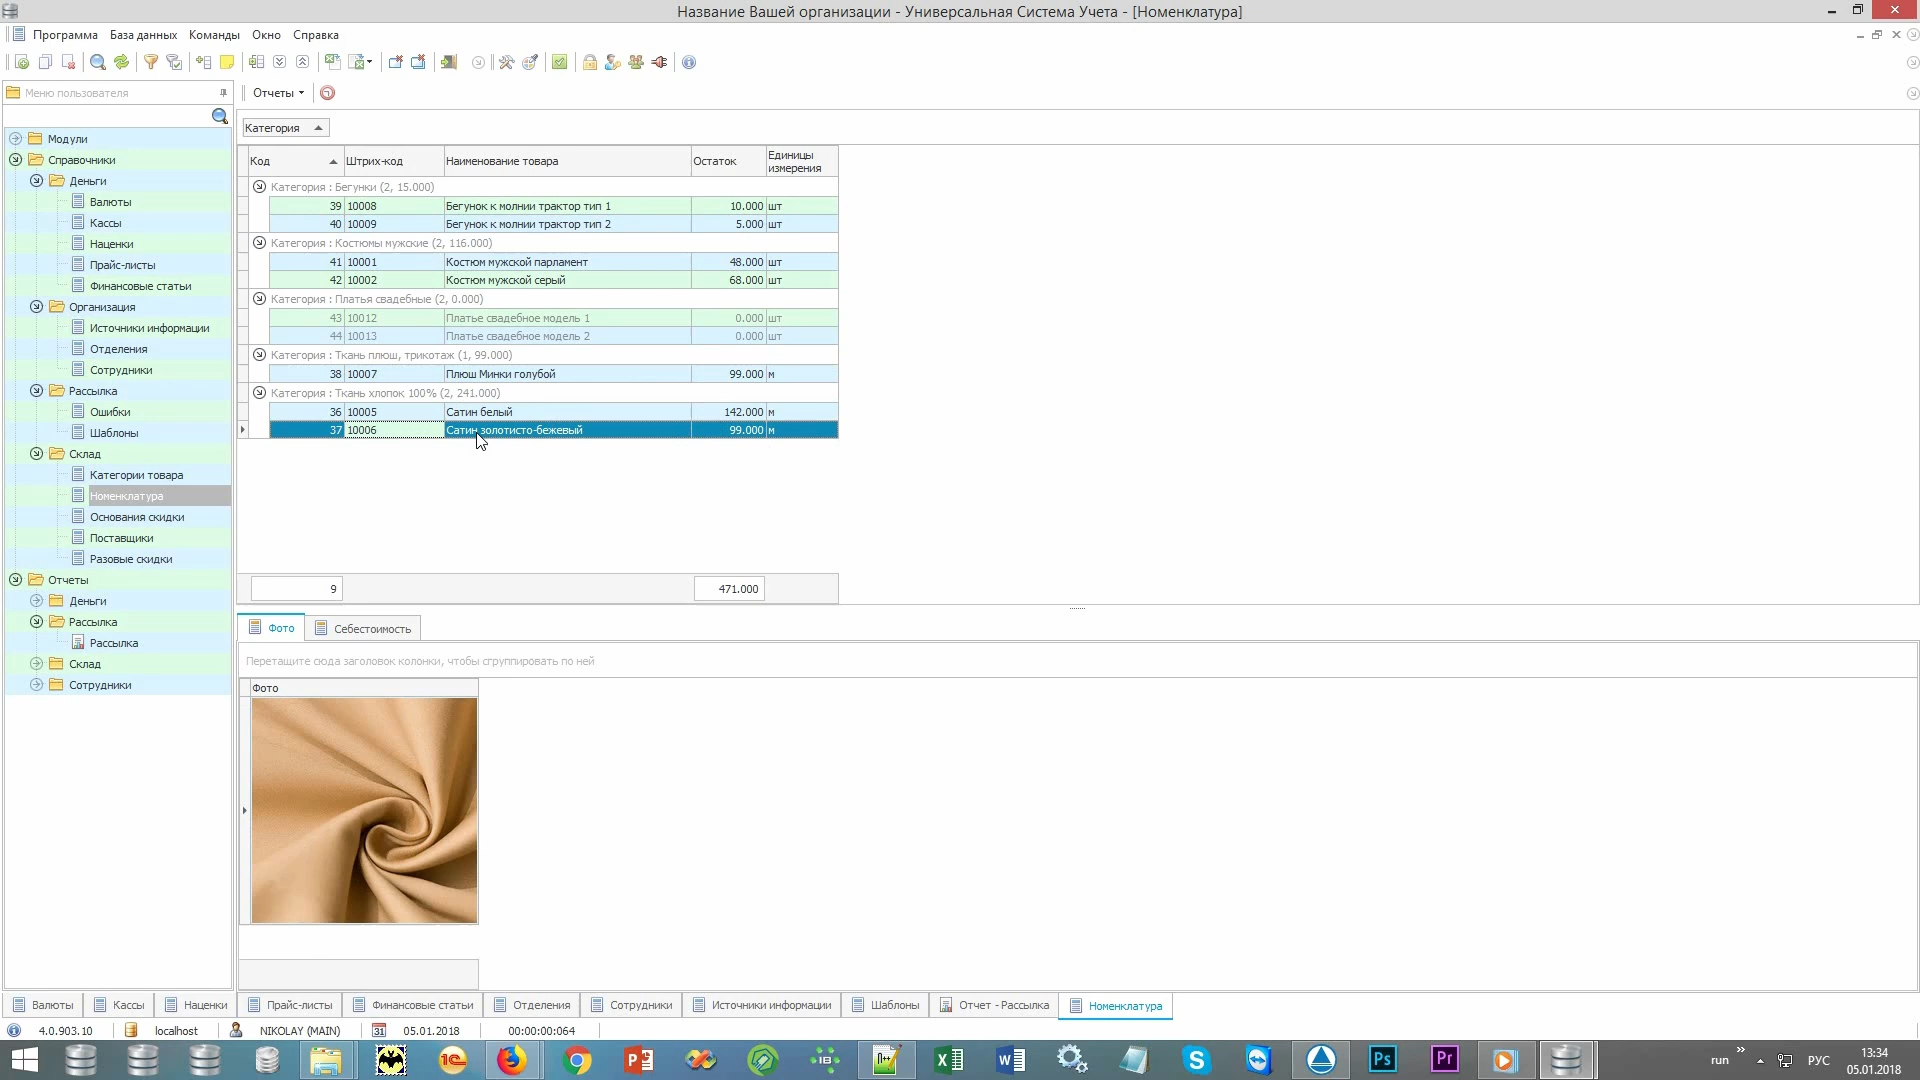 Название Вашей организации - Универсальная Система Учета - [Номенклатура]
Программа База данных Команды Окно Справка
Меню пользователя
Отчеты
Категория
Модули
Справочники
Деньги
Валюты
Кассы
Наценки
Прайс-листы
Финансовые статьи
Организация
Источники информации
Отделения
Сотрудники
Рассылка
Ошибки
Шаблоны
Склад
Категории товара
Номенклатура
Основания скидки
Поставщики
Разовые скидки
Отчеты
Деньги
Рассылка
Рассылка
Склад
Сотрудники
Код Штрих-код Наименование товара Остаток Единицы измерения
Категория : Бегунки (2, 15.000)
39 10008 Бегунок к молнии трактор тип 1 10.000 шт
40 10009 Бегунок к молнии трактор тип 2 5.000 шт
Категория : Костюмы мужские (2, 116.000)
41 10001 Костюм мужской парламент 48.000 шт
42 10002 Костюм мужской серый 68.000 шт
Категория : Платья свадебные (2, 0.000)
43 10012 Платье свадебное модель 1 0.000 шт
44 10013 Платье свадебное модель 2 0.000 шт
Категория : Ткань плюш, трикотаж (1, 99.000)
38 10007 Плюш Минки голубой 99.000 м
Категория : Ткань хлопок 100% (2, 241.000)
36 10005 Сатин белый 142.000 м
37 10006 Сатин золотисто-бежевый 99.000 м
9 471.000
Фото Себестоимость
Перетащите сюда заголовок колонки, чтобы сгруппировать по ней
Фото
Валюты Кассы Наценки Прайс-листы Финансовые статьи Отделения Сотрудники Источники информации Шаблоны Отчет - Рассылка Номенклатура
4.0.903.10 localhost NIKOLAY (MAIN) 31 05.01.2018 00:00:00:064
1c P IB n++ X W S Ps Pr run » РУС 13:34
05.01.2018